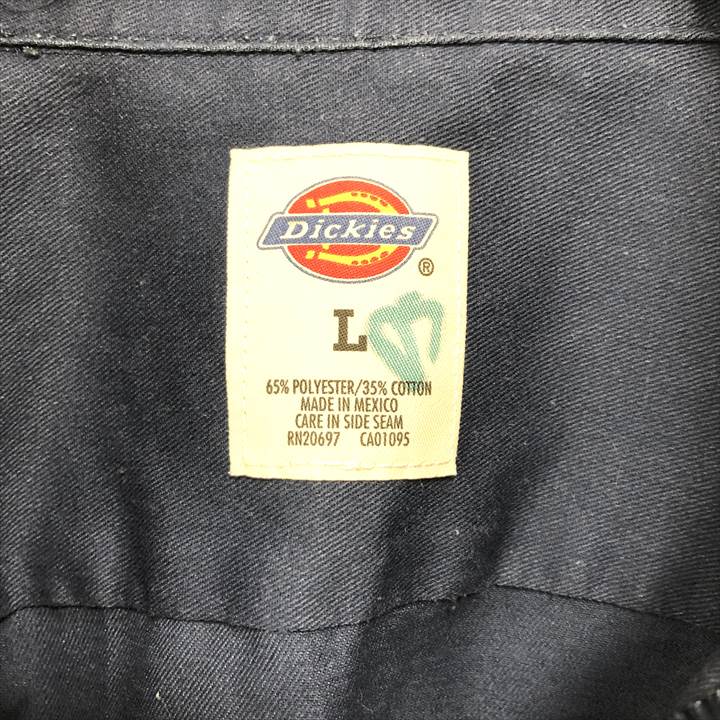 Dickies
®
L
65% POLYESTER/35% COTTON
MADE IN MEXICO
CARE IN SIDE SEAM
RN20697 CA01095